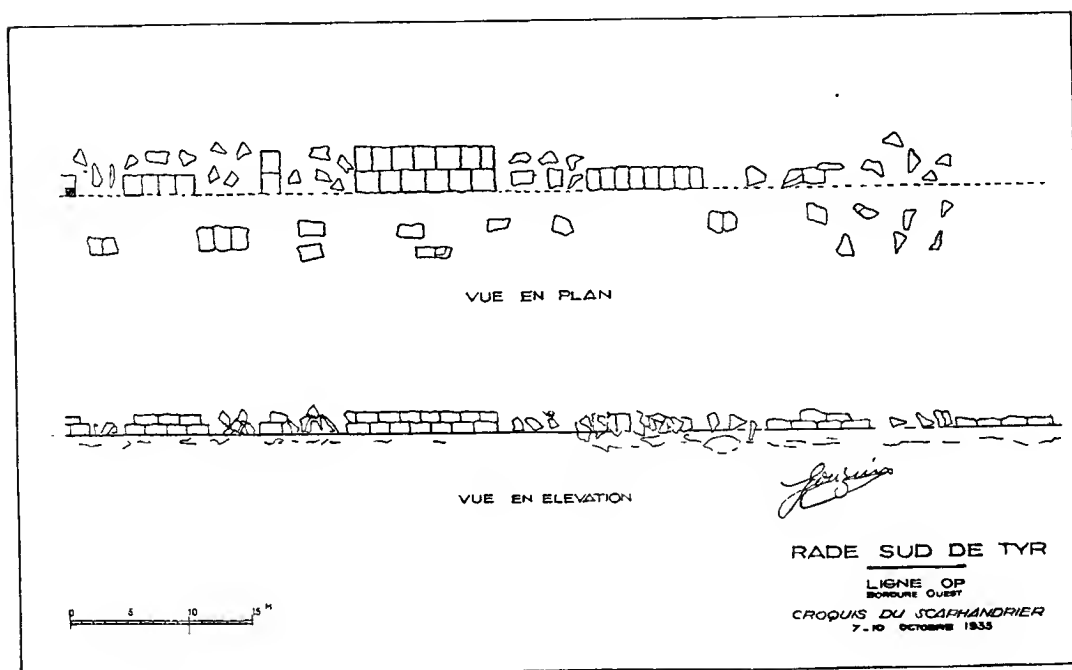 VUE EN PLAN
VUE EN ELEVATION
RADE SUD DE TYR
LIGNE OP
BORDURE OUEST
CROQUIS DU SCAPHANDRIER
7-10 OCTOBRE 1935
0 5 10 15 M